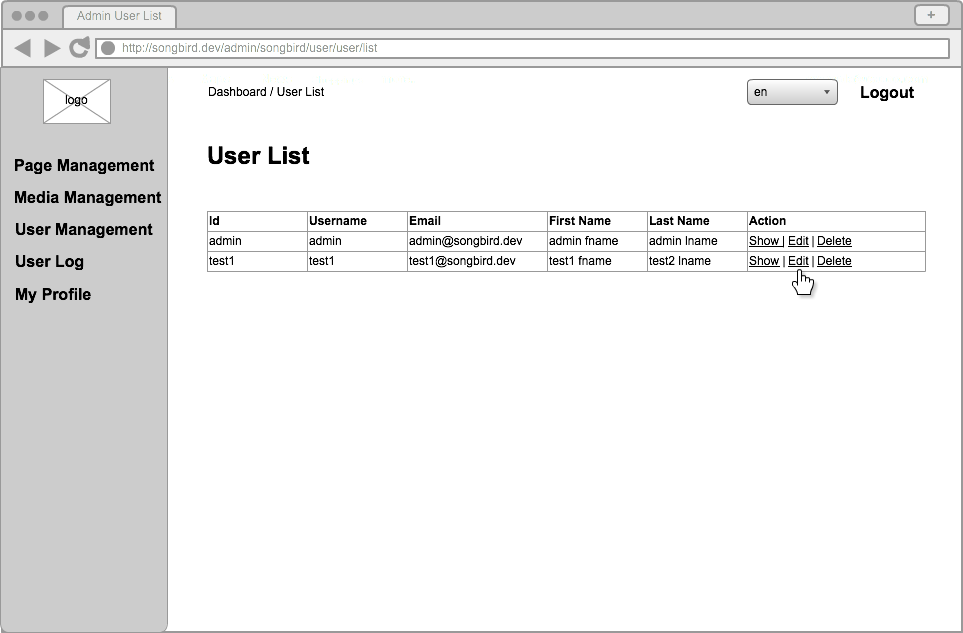 Admin User List
+
http://songbird.dev/admin/songbird/user/user/list
logo
Dashboard / User List
en
Logout
Page Management
Media Management
User Management
User Log
My Profile
User List
Id Username Email First Name Last Name Action
admin admin admin@songbird.dev admin fname admin lname Show | Edit | Delete
test1 test1 test1@songbird.dev test1 fname test2 lname Show | Edit | Delete